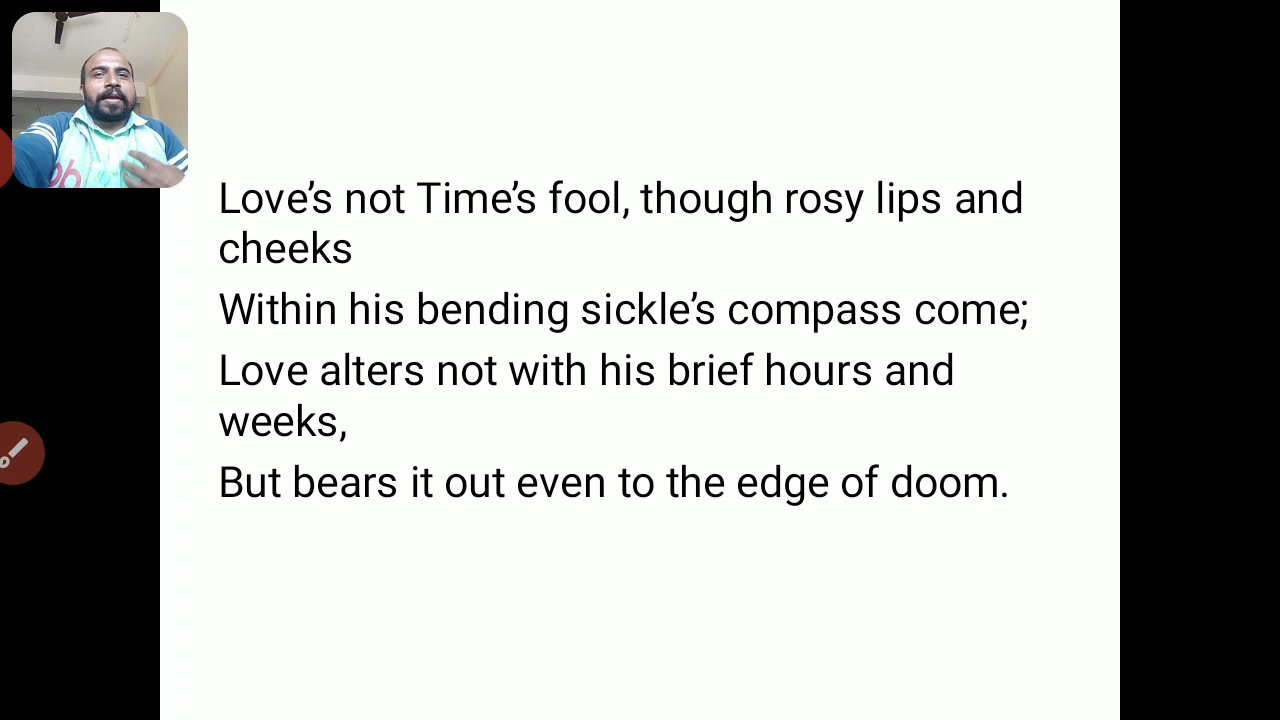 Love’s not Time’s fool, though rosy lips and
cheeks
Within his bending sickle’s compass come;
Love alters not with his brief hours and
weeks,
But bears it out even to the edge of doom.